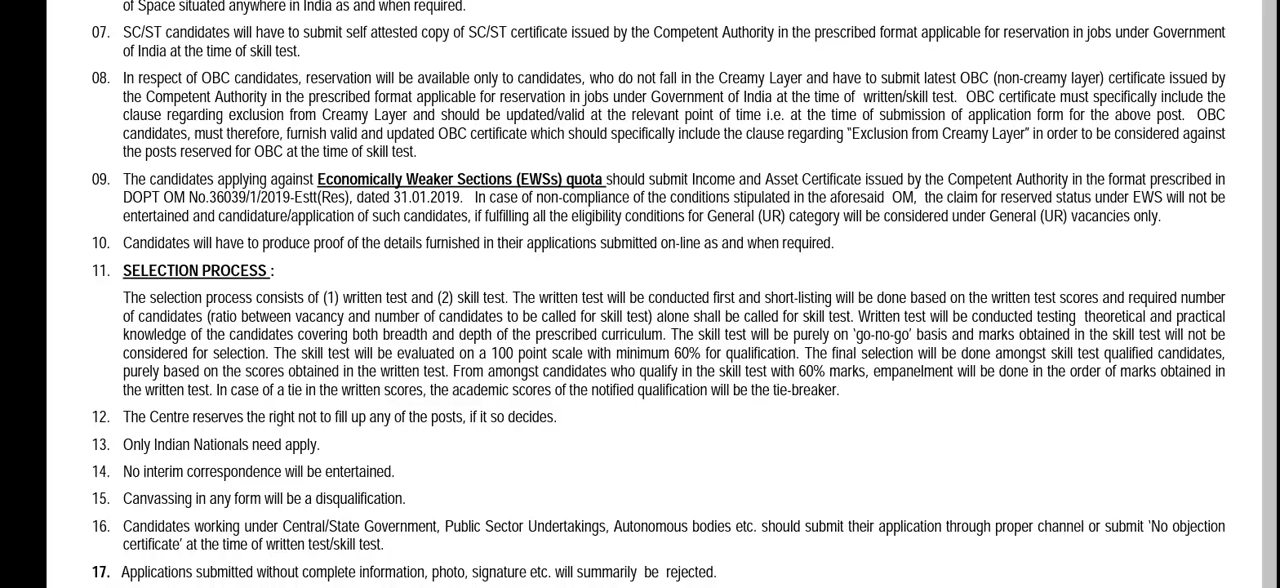 of Space situated anywhere in India as and when required.
07. SC/ST candidates will have to submit self attested copy of SC/ST certificate issued by the Competent Authority in the prescribed format applicable for reservation in jobs under Government
of India at the time of skill test.
08. In respect of OBC candidates, reservation will be available only to candidates, who do not fall in the Creamy Layer and have to submit latest OBC (non-creamy layer) certificate issued by
the Competent Authority in the prescribed format applicable for reservation in jobs under Government of India at the time of written/skill test. OBC certificate must specifically include the
clause regarding exclusion from Creamy Layer and should be updated/valid at the relevant point of time i.e. at the time of submission of application form for the above post. OBC
candidates, must therefore, furnish valid and updated OBC certificate which should specifically include the clause regarding "Exclusion from Creamy Layer" in order to be considered against
the posts reserved for OBC at the time of skill test.
09. The candidates applying against Economically Weaker Sections (EWSs) quota should submit Income and Asset Certificate issued by the Competent Authority in the format prescribed in
DOPT OM No.36039/1/2019-Estt(Res), dated 31.01.2019. In case of non-compliance of the conditions stipulated in the aforesaid OM, the claim for reserved status under EWS will not be
entertained and candidature/application of such candidates, if fulfilling all the eligibility conditions for General (UR) category will be considered under General (UR) vacancies only.
10. Candidates will have to produce proof of the details furnished in their applications submitted on-line as and when required.
11. SELECTION PROCESS :
The selection process consists of (1) written test and (2) skill test. The written test will be conducted first and short-listing will be done based on the written test scores and required number
of candidates (ratio between vacancy and number of candidates to be called for skill test) alone shall be called for skill test. Written test will be conducted testing theoretical and practical
knowledge of the candidates covering both breadth and depth of the prescribed curriculum. The skill test will be purely on 'go-no-go' basis and marks obtained in the skill test will not be
considered for selection. The skill test will be evaluated on a 100 point scale with minimum 60% for qualification. The final selection will be done amongst skill test qualified candidates,
purely based on the scores obtained in the written test. From amongst candidates who qualify in the skill test with 60% marks, empanelment will be done in the order of marks obtained in
the written test. In case of a tie in the written scores, the academic scores of the notified qualification will be the tie-breaker.
12. The Centre reserves the right not to fill up any of the posts, if it so decides.
13. Only Indian Nationals need apply.
14. No interim correspondence will be entertained.
15. Canvassing in any form will be a disqualification.
16. Candidates working under Central/State Government, Public Sector Undertakings, Autonomous bodies etc. should submit their application through proper channel or submit 'No objection
certificate' at the time of written test/skill test.
17. Applications submitted without complete information, photo, signature etc. will summarily be rejected.